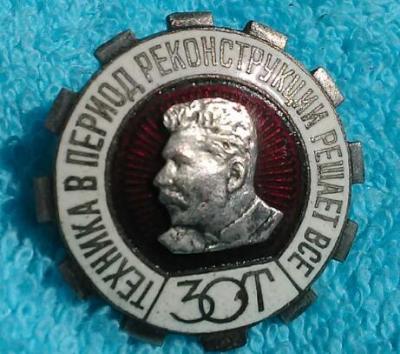 ТЕХНИКА В ПЕРИОД РЕКОНСТРУКЦИИ РЕШАЕТ ВСЕ
ЗОТ